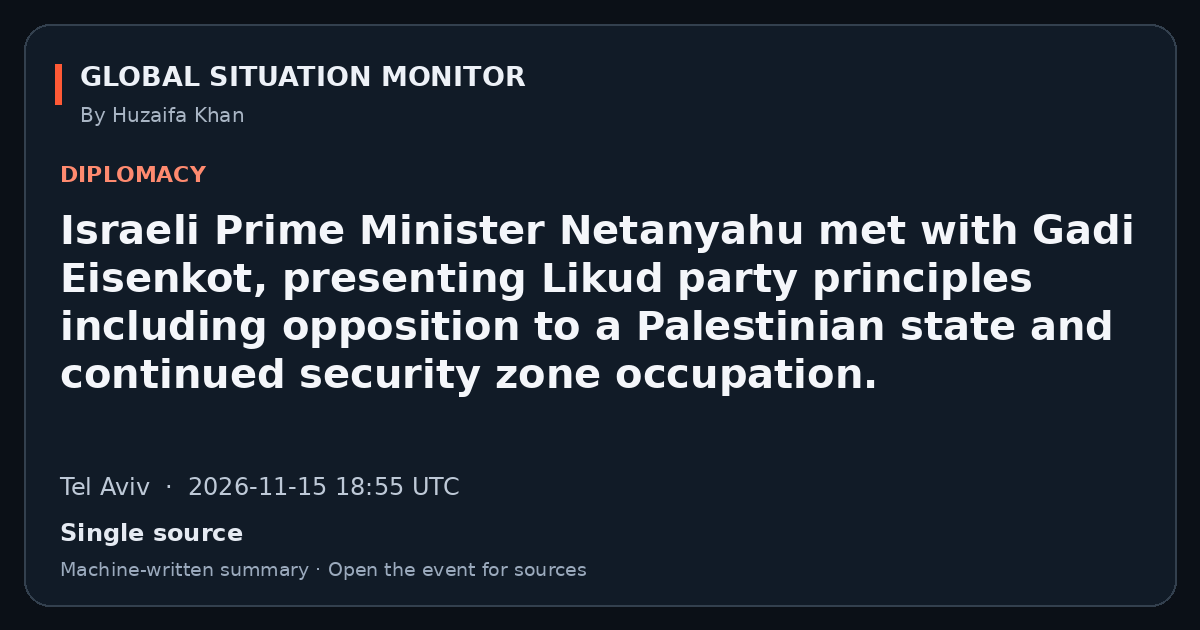 GLOBAL SITUATION MONITOR
By Huzaifa Khan
DIPLOMACY
Israeli Prime Minister Netanyahu met with Gadi
Eisenkot, presenting Likud party principles
including opposition to a Palestinian state and
continued security zone occupation.
Tel Aviv · 2026-11-15 18:55 UTC
Single source
Machine-written summary · Open the event for sources